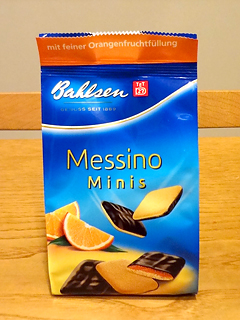 mit feiner Orangenfruchtfüllung
Bahlsen
TET
GENUSS SEIT 1889
Messino
Minis